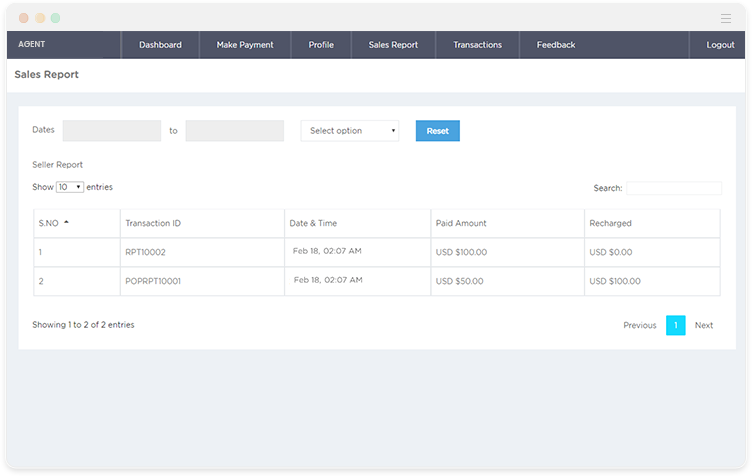 AGENT Dashboard Make Payment Profile Sales Report Transactions Feedback Logout
Sales Report
Dates to Select option Reset
Seller Report
Show 10 entries Search:
S.NO Transaction ID Date & Time Paid Amount Recharged
1 RPT10002 Feb 18, 02:07 AM USD $100.00 USD $0.00
2 POPRPT10001 Feb 18, 02:07 AM USD $50.00 USD $100.00
Showing 1 to 2 of 2 entries Previous 1 Next